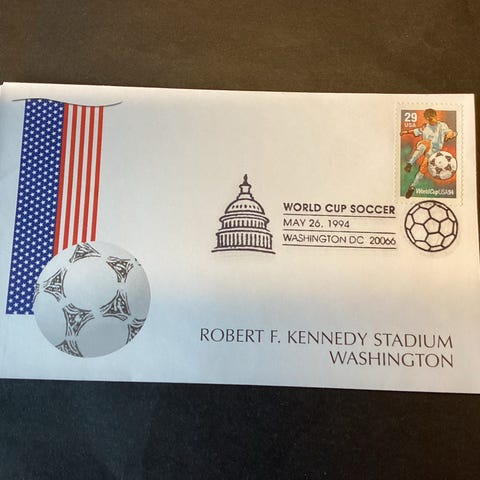 29
USA
WorldCupUSA94
WORLD CUP SOCCER
MAY 26, 1994
WASHINGTON DC 20066
ROBERT F. KENNEDY STADIUM
WASHINGTON